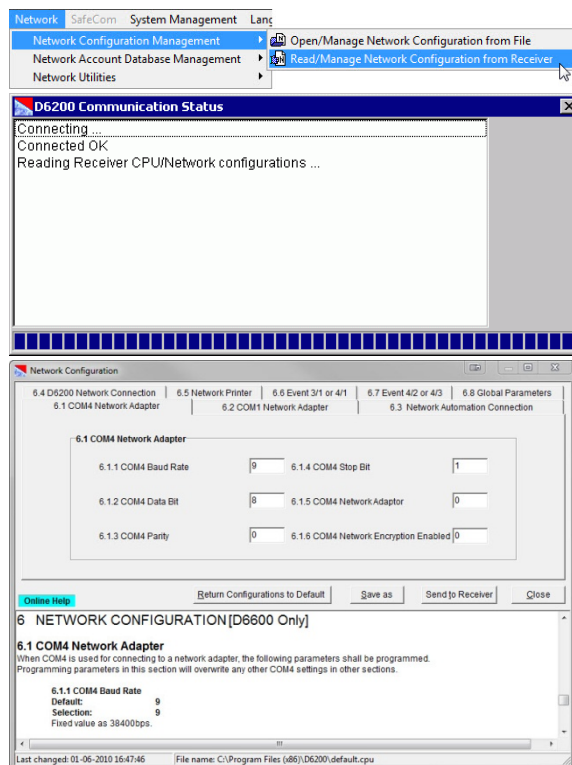 Network SafeCom System Management Lang
Network Configuration Management
Open/Manage Network Configuration from File
Network Account Database Management
Read/Manage Network Configuration from Receiver
Network Utilities
D6200 Communication Status
Connecting ...
Connected OK
Reading Receiver CPU/Network configurations ...
Network Configuration
6.4 D6200 Network Connection 6.5 Network Printer 6.6 Event 3/1 or 4/1 6.7 Event 4/2 or 4/3 6.8 Global Parameters
6.1 COM4 Network Adapter 6.2 COM1 Network Adapter 6.3 Network Automation Connection
6.1 COM4 Network Adapter
6.1.1 COM4 Baud Rate 9 6.1.4 COM4 Stop Bit 1
6.1.2 COM4 Data Bit 8 6.1.5 COM4 NetworkAdaptor 0
6.1.3 COM4 Parity 0 6.1.6 COM4 Network Encryption Enabled 0
Online Help Return Configurations to Default Save as Send to Receiver Close
6 NETWORK CONFIGURATION [D6600 Only]
6.1 COM4 Network Adapter
When COM4 is used for connecting to a network adapter, the following parameters shall be programmed.
Programming parameters in this section will overwrite any other COM4 settings in other sections.
6.1.1 COM4 Baud Rate
Default: 9
Selection: 9
Fixed value as 38400bps.
Last changed: 01-06-2010 16:47:46 File name: C:\Program Files (x86)\D6200\default.cpu